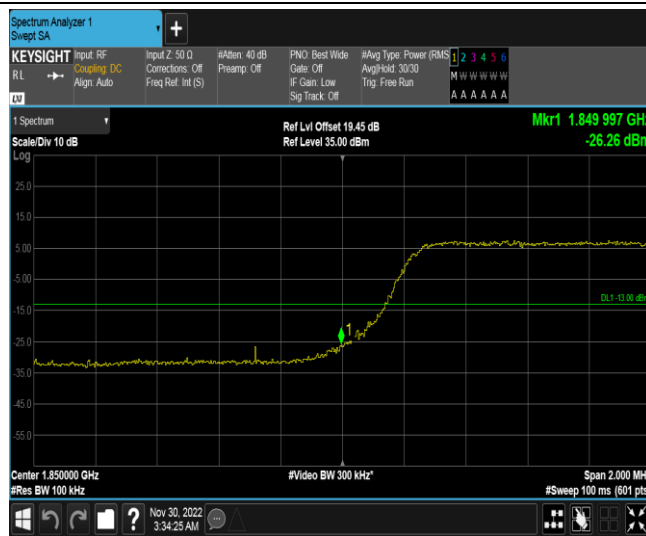 Spectrum Analyzer 1
Swept SA
+
KEYSIGHT Input: RF Input Z: 50 Ω #Atten: 40 dB PNO: Best Wide #Avg Type: Power (RMS 1 2 3 4 5 6
RL Coupling: DC Corrections: Off Preamp: Off Gate: Off Avg|Hold: 30/30 M W W W W W
Align: Auto Freq Ref: Int (S) IF Gain: Low Trig: Free Run
Sig Track: Off A A A A A A
LXI
1 Spectrum Ref Lvl Offset 19.45 dB Mkr1 1.849 997 GHz
Scale/Div 10 dB Ref Level 35.00 dBm -26.26 dBm
Log
25.0
15.0
5.00
-5.00
DL1 -13.00 dBm
-15.0
1
-25.0
-35.0
-45.0
-55.0
Center 1.850000 GHz #Video BW 300 kHz* Span 2.000 MH
#Res BW 100 kHz #Sweep 100 ms (601 pts
? Nov 30, 2022
3:34:25 AM